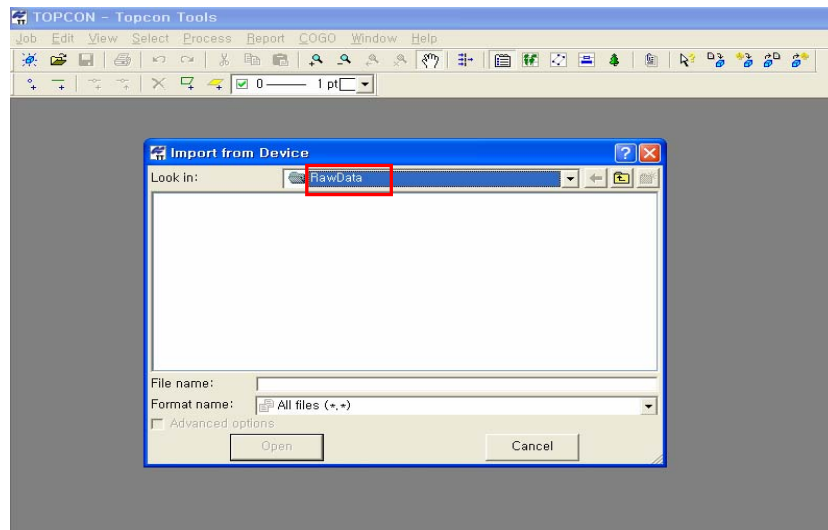 TOPCON - Topcon Tools
Job Edit View Select Process Report COGO Window Help
0 1 pt
Import from Device
Look in: RawData
File name:
Format name: All files (*.*)
Advanced options
Open Cancel